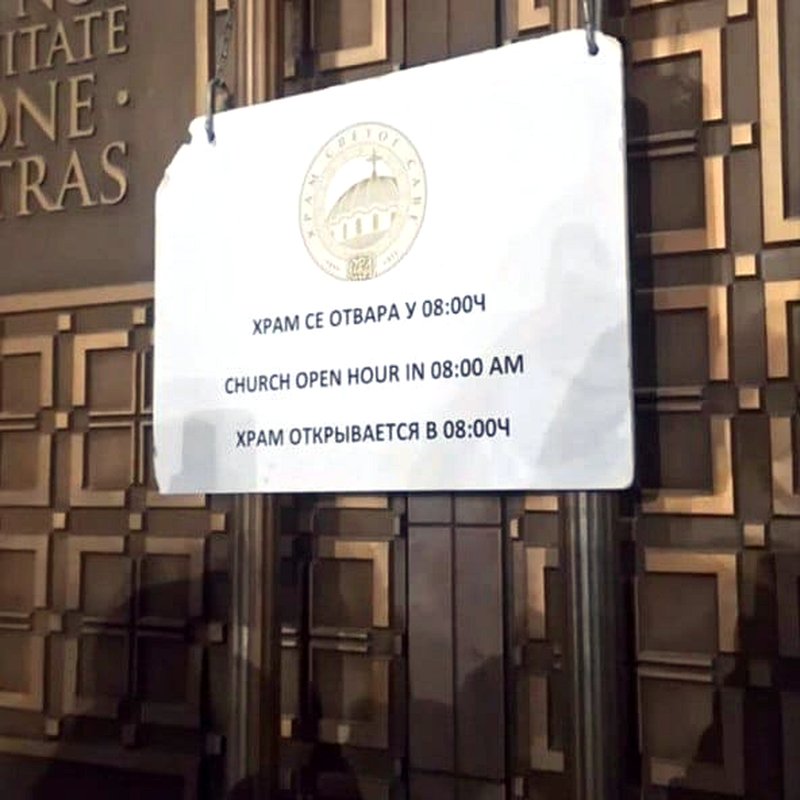 ITATE
ONE ·
TRAS
ХРАМ СВЕТОГ САВЕ
ХРАМ СЕ ОТВАРА У 08:00Ч
CHURCH OPEN HOUR IN 08:00 AM
ХРАМ ОТКРЫВАЕТСЯ В 08:00Ч